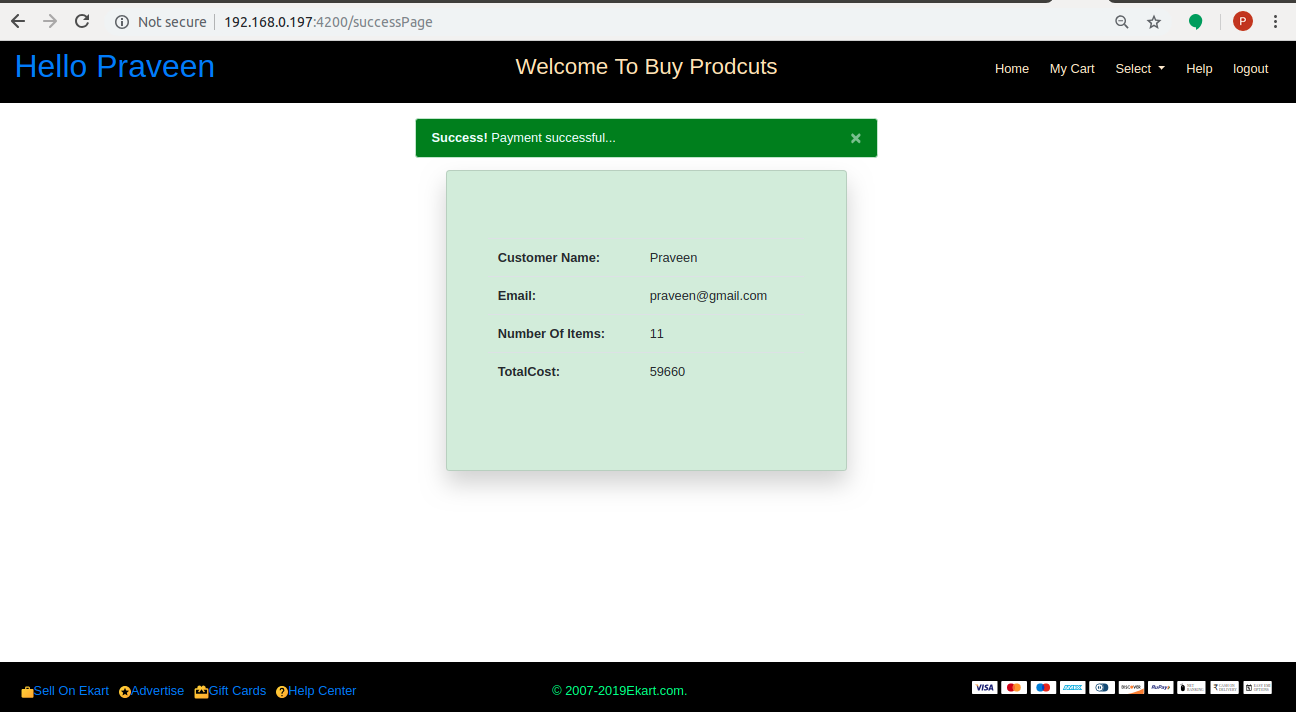 Not secure 192.168.0.197:4200/successPage
P
Hello Praveen
Welcome To Buy Prodcuts
Home My Cart Select Help logout
Success! Payment successful... ×
Customer Name: Praveen
Email: praveen@gmail.com
Number Of Items: 11
TotalCost: 59660
Sell On Ekart Advertise Gift Cards Help Center
© 2007-2019Ekart.com.
VISA DISCOVER RuPay